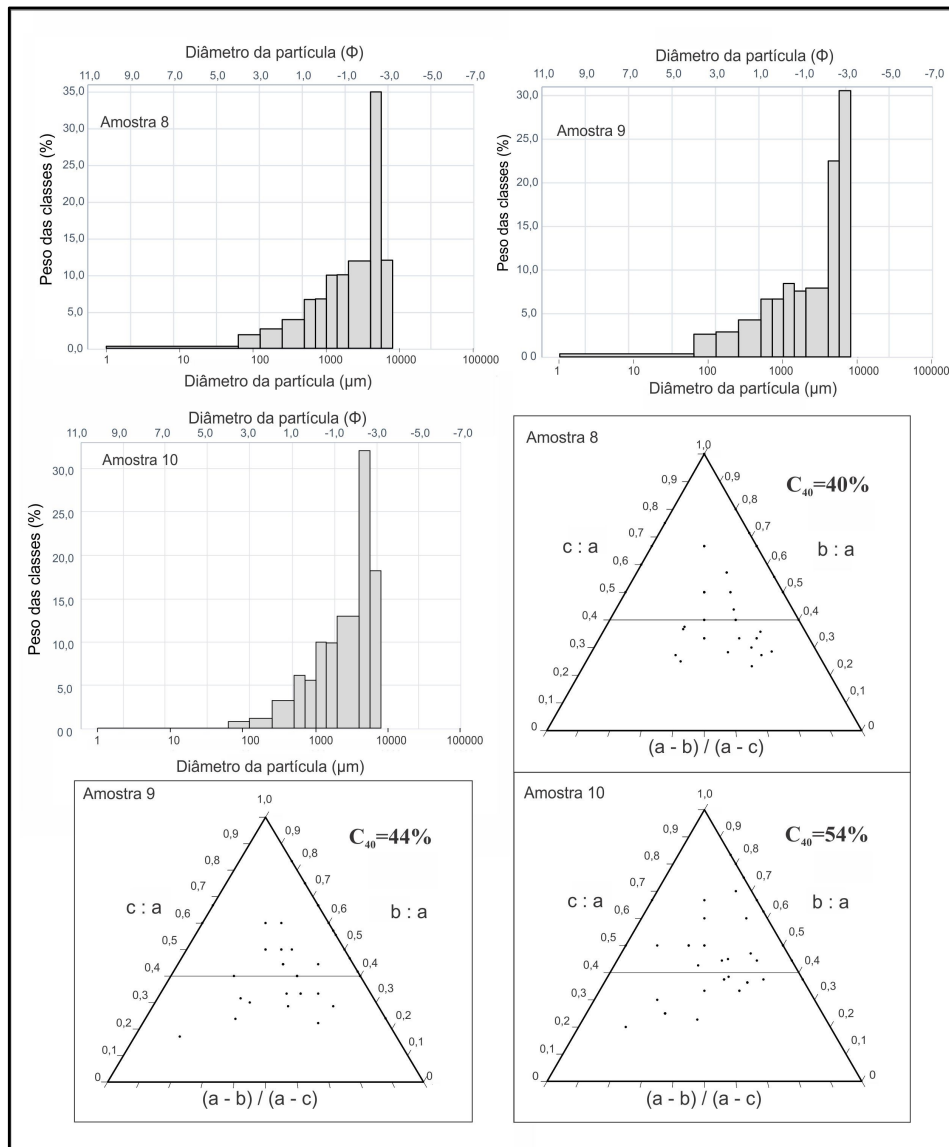 Diâmetro da partícula (Φ)
11,0 9,0 7,0 5,0 3,0 1,0 -1,0 -3,0 -5,0 -7,0
Amostra 8
Peso das classes (%)
35,0
30,0
25,0
20,0
15,0
10,0
5,0
0,0
1 10 100 1000 10000 100000
Diâmetro da partícula (µm)
Diâmetro da partícula (Φ)
11,0 9,0 7,0 5,0 3,0 1,0 -1,0 -3,0 -5,0 -7,0
Amostra 9
Peso das classes (%)
30,0
25,0
20,0
15,0
10,0
5,0
0 0
1 10 100 1000 10000 100000
Diâmetro da partícula (µm)
Diâmetro da partícula (Φ)
11,0 9,0 7,0 5,0 3,0 1,0 -1,0 -3,0 -5,0 -7,0
Amostra 10
Peso das classes (%)
30,0
25,0
20,0
15,0
10,0
5,0
0 0
1 10 100 1000 10000 100000
Diâmetro da partícula (µm)
Amostra 8
1,0
C40=40%
0,9 0,9
0,8 0,8
0,7 0,7
c : a b : a
0,6 0,6
0,5 0,5
0,4 0,4
0,3 0,3
0,2 0,2
0,1 0,1
0 0
(a - b) / (a - c)
Amostra 9
1,0
C40=44%
0,9 0,9
0,8 0,8
0,7 0,7
c : a b : a
0,6 0,6
0,5 0,5
0,4 0,4
0,3 0,3
0,2 0,2
0,1 0,1
0 0
(a - b) / (a - c)
Amostra 10
1,0
C40=54%
0,9 0,9
0,8 0,8
0,7 0,7
c : a b : a
0,6 0,6
0,5 0,5
0,4 0,4
0,3 0,3
0,2 0,2
0,1 0,1
0 0
(a - b) / (a - c)